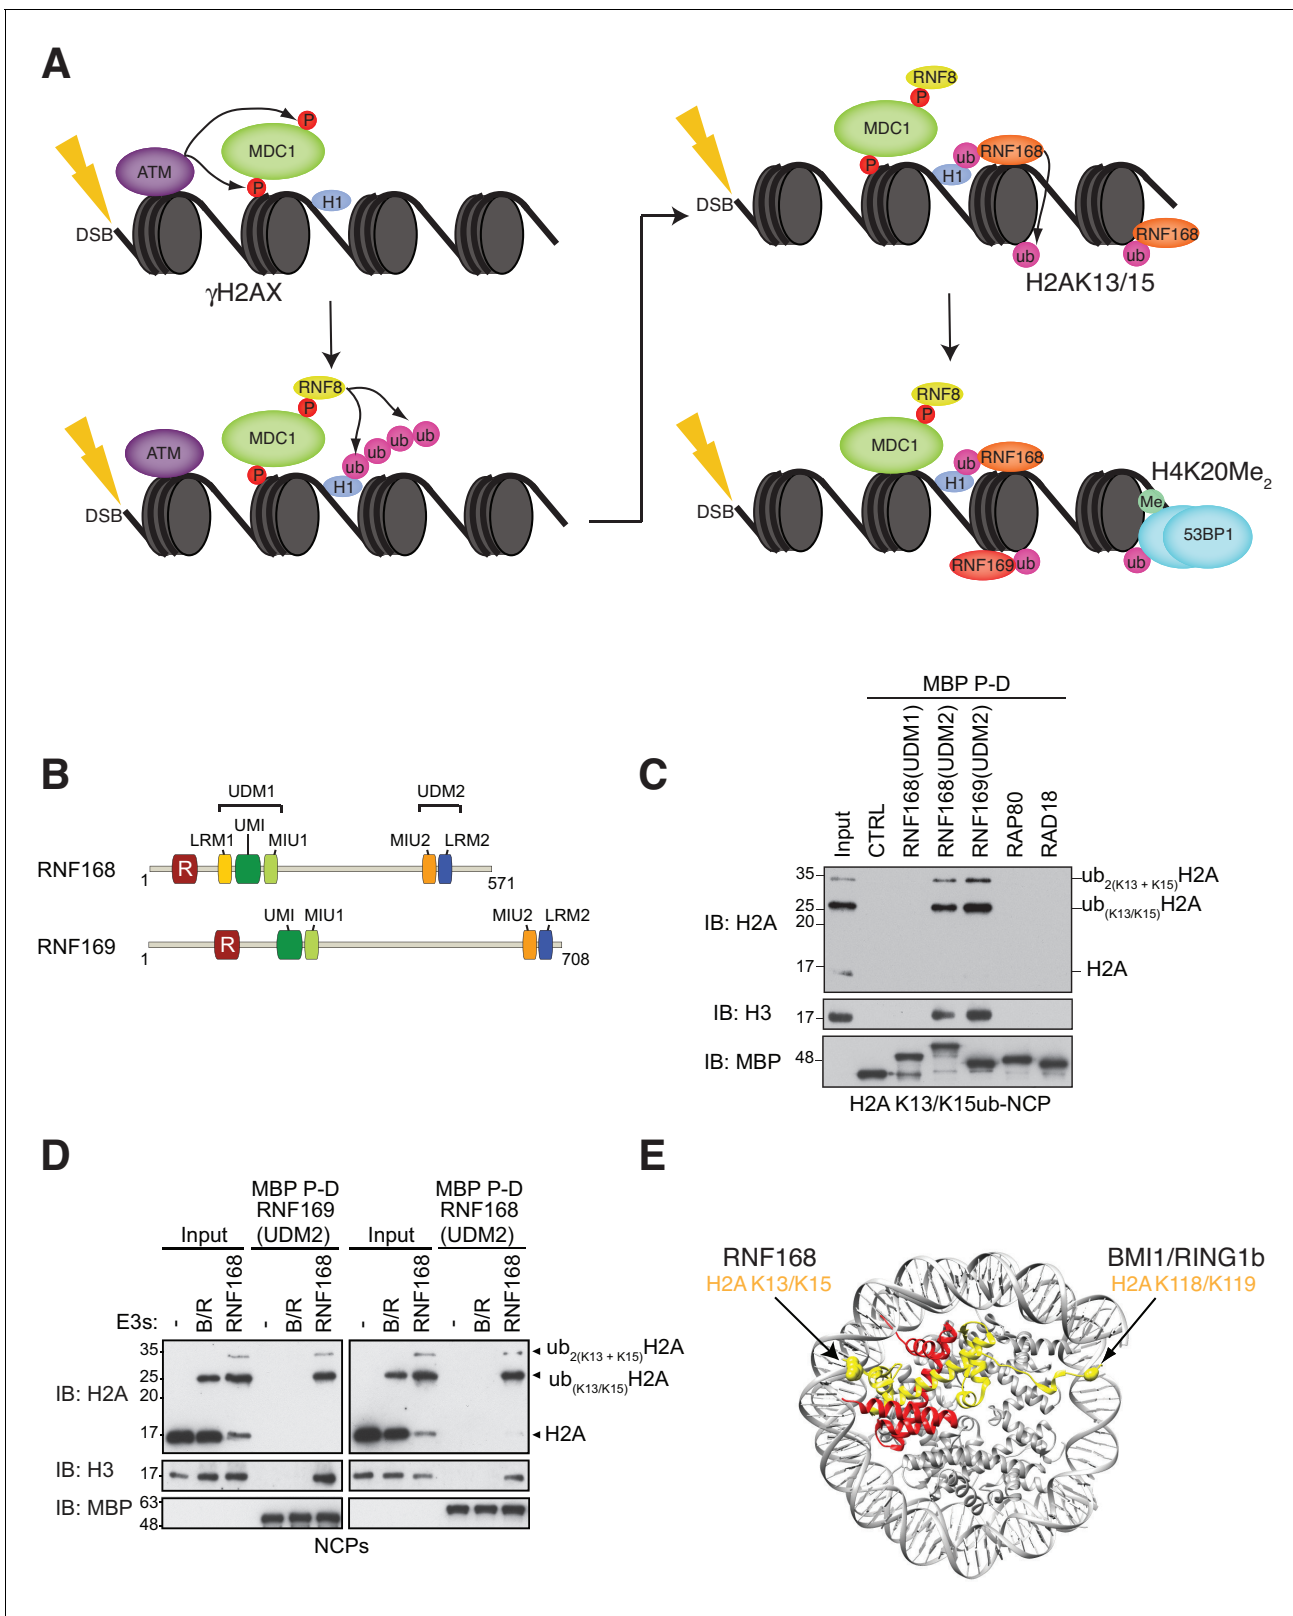 A
ATM
P
MDC1
P
H1
DSB
γH2AX
RNF8
P
MDC1
ATM
P
ub
ub
ub
ub
H1
DSB
RNF8
P
MDC1
P
ub
RNF168
H1
DSB
RNF168
ub
ub
H2AK13/15
RNF8
P
MDC1
ub
RNF168
H1
H4K20Me2
Me
DSB
53BP1
RNF169
ub
ub
B
UDM1
UDM2
UMI
LRM1
MIU1
MIU2
LRM2
RNF168
R
1
571
UMI
MIU1
MIU2
LRM2
RNF169
R
1
708
C
MBP P-D
Input
CTRL
RNF168(UDM1)
RNF168(UDM2)
RNF169(UDM2)
RAP80
RAD18
35
ub2(K13 + K15)H2A
25
ub(K13/K15)H2A
IB: H2A
20
17
H2A
IB: H3
17
IB: MBP
48
H2A K13/K15ub-NCP
D
MBP P-D
RNF169
(UDM2)
MBP P-D
RNF168
(UDM2)
Input
Input
E3s:
-
B/R
RNF168
-
B/R
RNF168
-
B/R
RNF168
-
B/R
RNF168
35
ub2(K13 + K15)H2A
25
ub(K13/K15)H2A
IB: H2A
20
17
H2A
IB: H3
17
IB: MBP
63
48
NCPs
E
RNF168
H2A K13/K15
BMI1/RING1b
H2A K118/K119